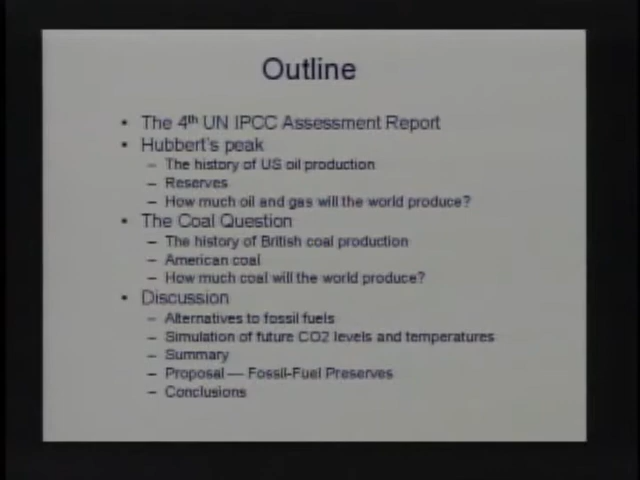 Outline
• The 4th UN IPCC Assessment Report
• Hubbert's peak
– The history of US oil production
– Reserves
– How much oil and gas will the world produce?
• The Coal Question
– The history of British coal production
– American coal
– How much coal will the world produce?
• Discussion
– Alternatives to fossil fuels
– Simulation of future CO2 levels and temperatures
– Summary
– Proposal — Fossil-Fuel Preserves
– Conclusions